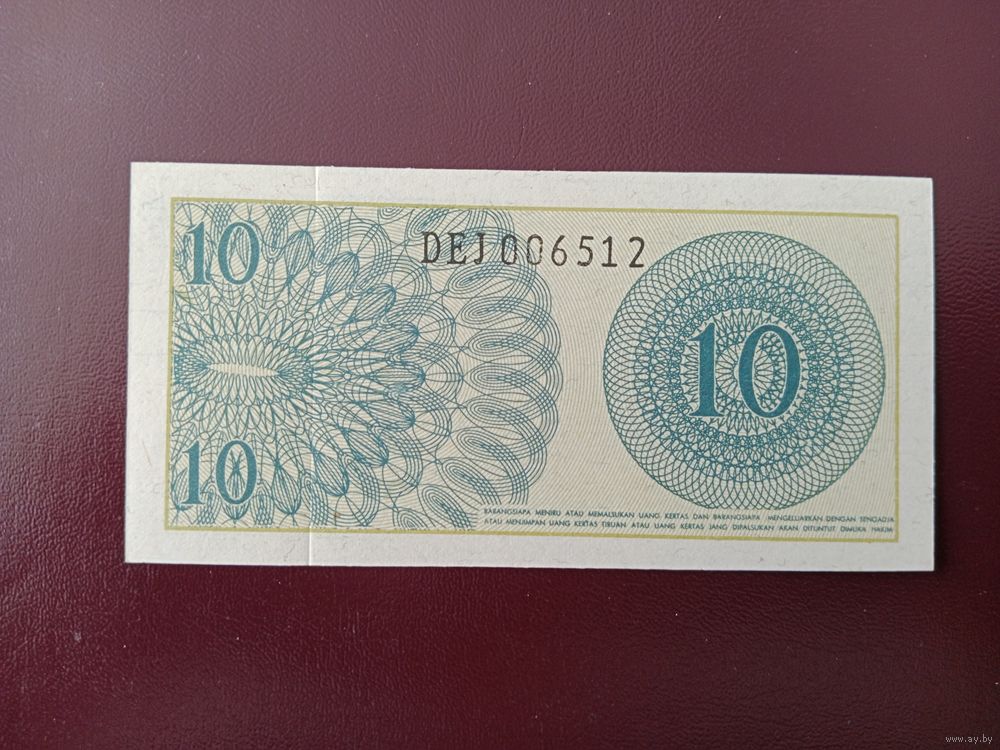 10
DEJ006512
10
10
BARANGSIAPA MENIRU ATAU MEMALSUKAN UANG KERTAS DAN BARANGSIAPA MENGELUARKAN DENGAN SENGADJA
ATAU MENJIMPAN UANG KERTAS TIRUAN ATAU UANG KERTAS JANG DIPALSUKAN AKAN DITUNTUT DIMUKA HAKIM
www.ay.by